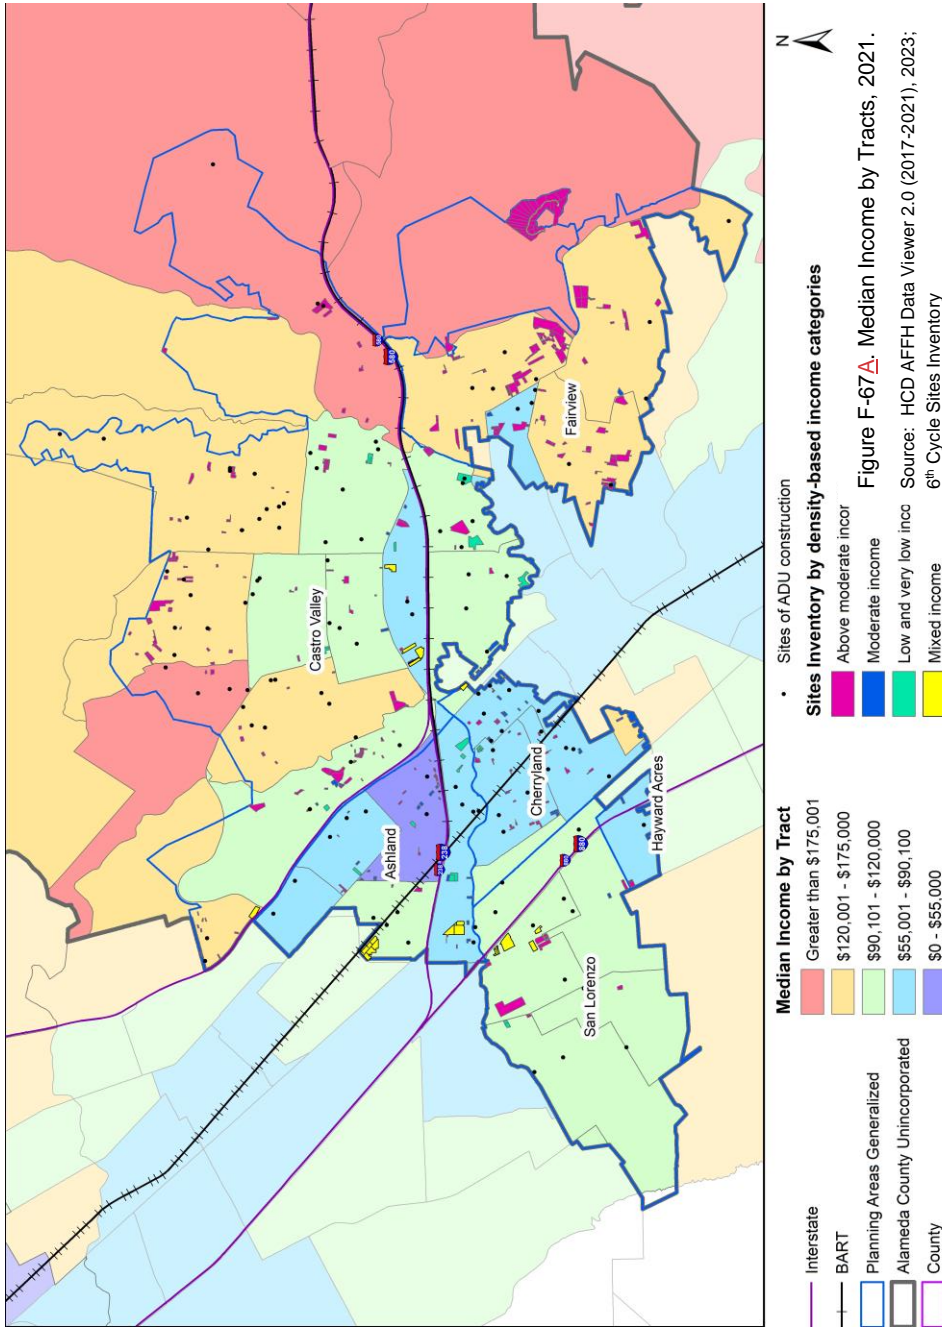 Castro Valley
Fairview
Ashland
Cherryland
Hayward Acres
San Lorenzo
N
Interstate
BART
Planning Areas Generalized
Alameda County Unincorporated
County
Median Income by Tract
Greater than $175,001
$120,001 - $175,000
$90,101 - $120,000
$55,001 - $90,100
$0 - $55,000
Sites of ADU construction
Sites Inventory by density-based income categories
Above moderate incor
Moderate income
Low and very low inco
Mixed income
Figure F-67A. Median Income by Tracts, 2021.
Source: HCD AFFH Data Viewer 2.0 (2017-2021), 2023;
6th Cycle Sites Inventory